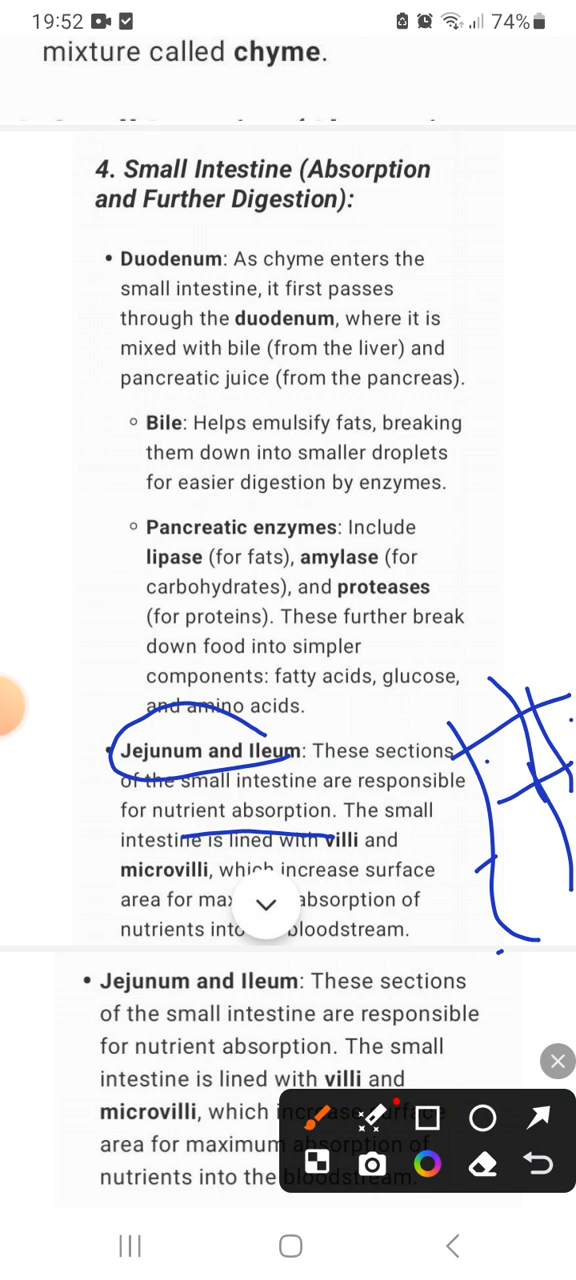 19:52 74%
mixture called chyme.
4. Small Intestine (Absorption
and Further Digestion):
• Duodenum: As chyme enters the
small intestine, it first passes
through the duodenum, where it is
mixed with bile (from the liver) and
pancreatic juice (from the pancreas).
Bile: Helps emulsify fats, breaking
them down into smaller droplets
for easier digestion by enzymes.
Pancreatic enzymes: Include
lipase (for fats), amylase (for
carbohydrates), and proteases
(for proteins). These further break
down food into simpler
components: fatty acids, glucose,
and amino acids.
• Jejunum and Ileum: These sections
of the small intestine are responsible
for nutrient absorption. The small
intestine is lined with villi and
microvilli, which increase surface
area for absorption of
nutrients bloodstream.
• Jejunum and Ileum: These sections
of the small intestine are responsible
for nutrient absorption. The small
intestine is lined with villi and
microvilli, which increase surface
area for maximum absorption of
nutrients into the bloodstream.